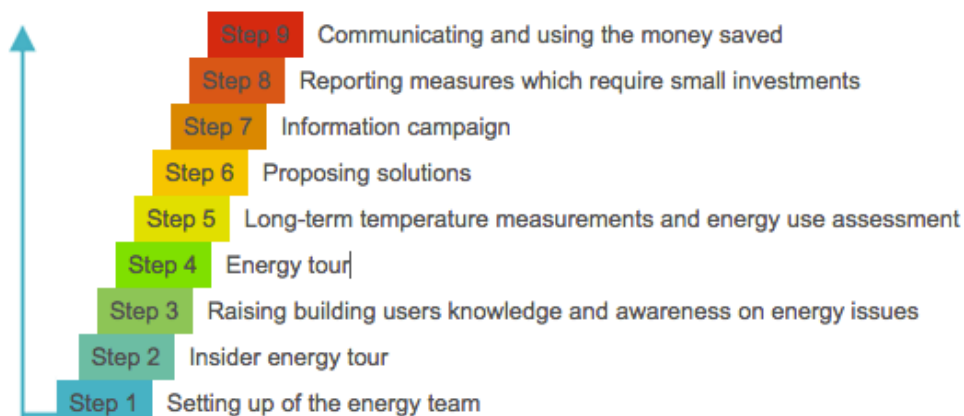 Step 9 Communicating and using the money saved
Step 8 Reporting measures which require small investments
Step 7 Information campaign
Step 6 Proposing solutions
Step 5 Long-term temperature measurements and energy use assessment
Step 4 Energy tour
Step 3 Raising building users knowledge and awareness on energy issues
Step 2 Insider energy tour
Step 1 Setting up of the energy team